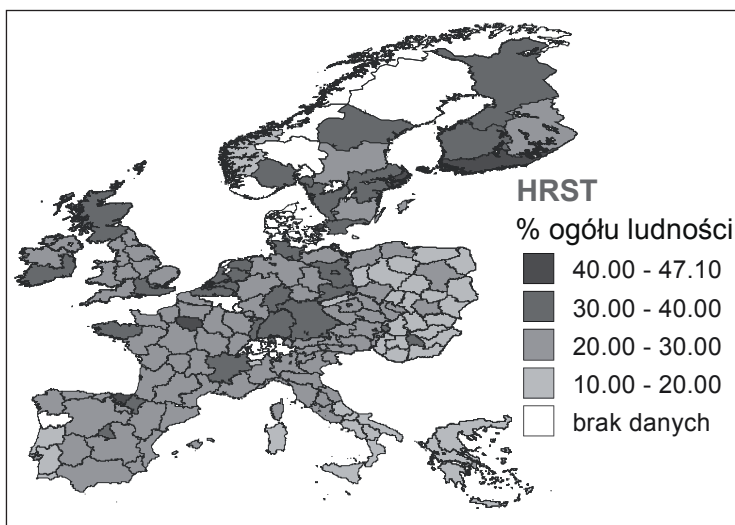 HRST
% ogółu ludności
40.00 - 47.10
30.00 - 40.00
20.00 - 30.00
10.00 - 20.00
brak danych